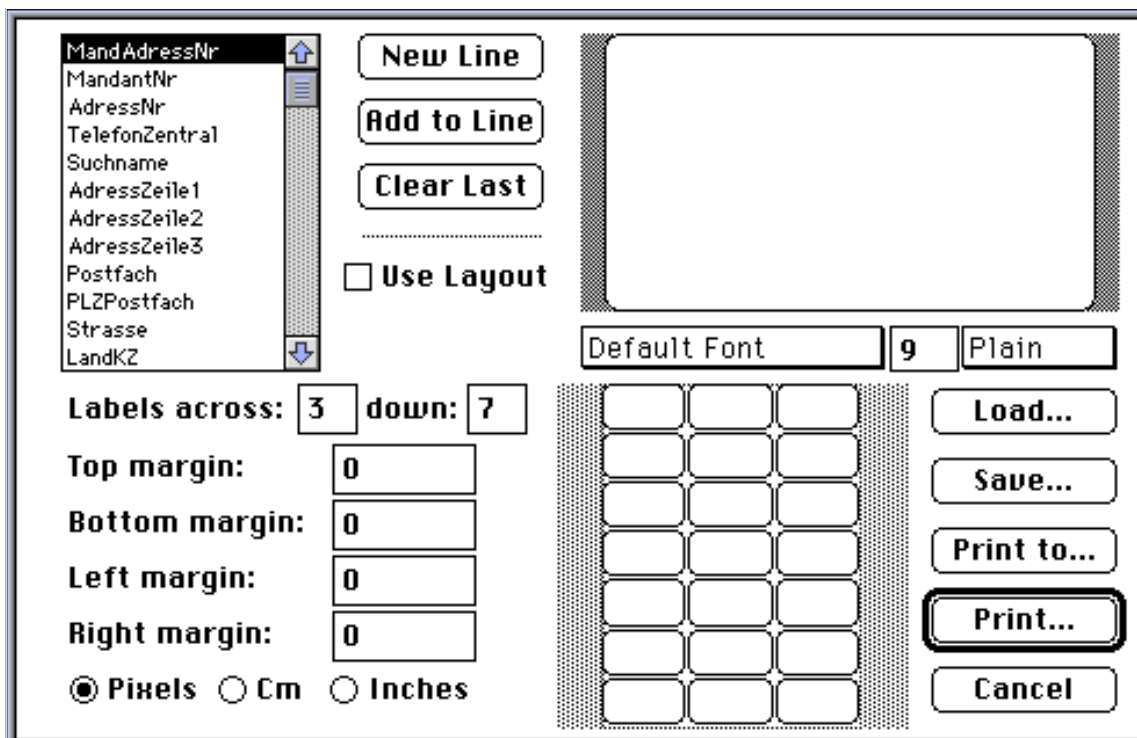 MandAdressNr
MandantNr
AdressNr
TelefonZentral
Suchname
AdressZeile1
AdressZeile2
AdressZeile3
Postfach
PLZPostfach
Strasse
LandKZ
New Line
Add to Line
Clear Last
Use Layout
Default Font 9 Plain
Labels across: 3 down: 7
Top margin: 0
Bottom margin: 0
Left margin: 0
Right margin: 0
Pixels Cm Inches
Load...
Save...
Print to...
Print...
Cancel